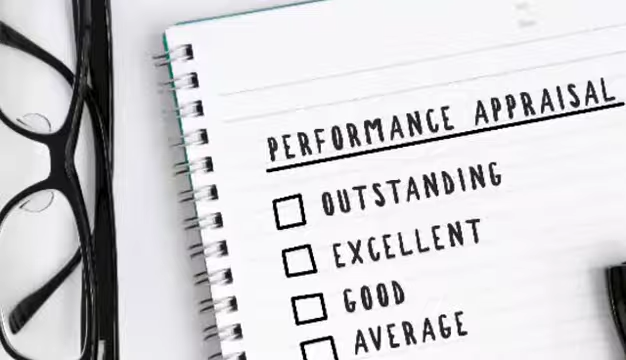 PERFORMANCE APPRAISAL
OUTSTANDING
EXCELLENT
GOOD
AVERAGE